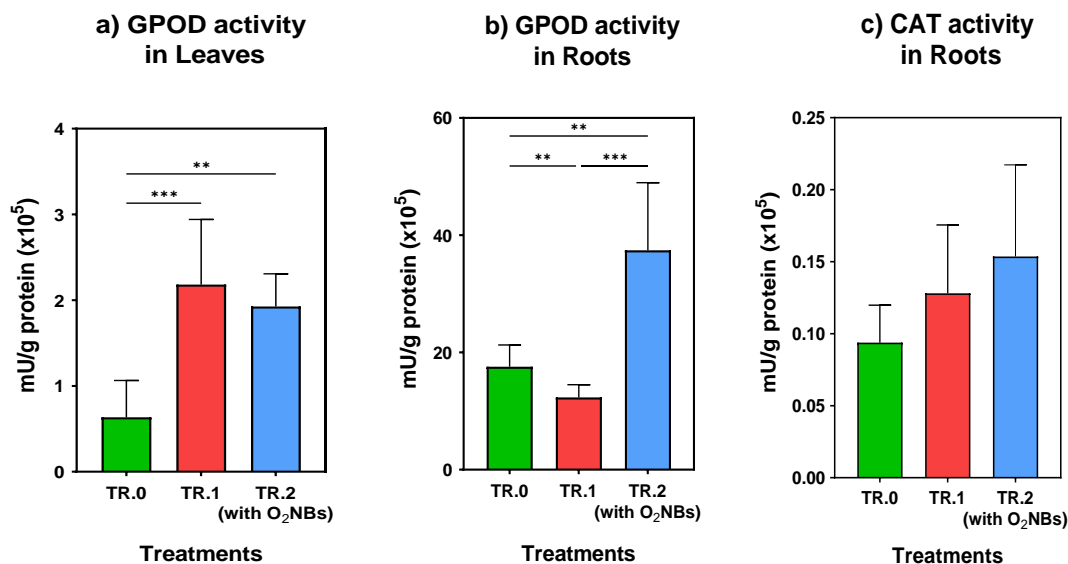 a) GPOD activity
in Leaves
mU/g protein (x10⁵)
4
3
2
1
0
**
***
TR.0
TR.1
TR.2
(with O₂NBs)
Treatments
b) GPOD activity
in Roots
mU/g protein (x10⁵)
60
40
20
0
**
**
***
TR.0
TR.1
TR.2
(with O₂NBs)
Treatments
c) CAT activity
in Roots
mU/g protein (x10⁵)
0.25
0.20
0.15
0.10
0.05
0.00
TR.0
TR.1
TR.2
(with O₂NBs)
Treatments